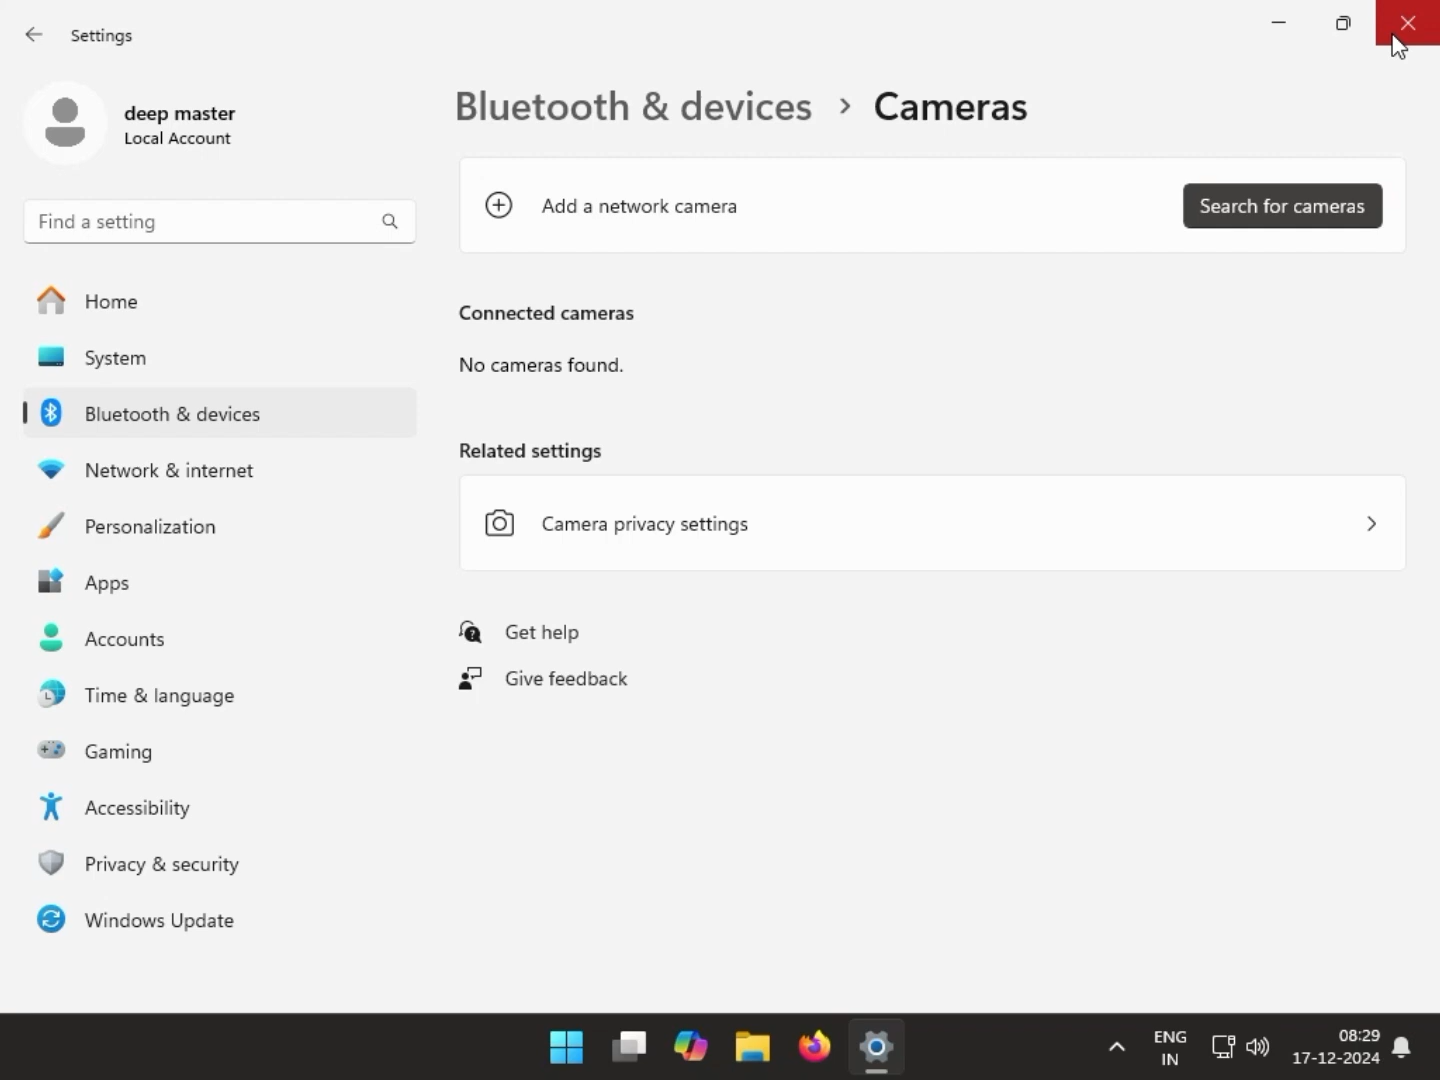 Settings
deep master
Local Account
Find a setting
Home
System
Bluetooth & devices
Network & internet
Personalization
Apps
Accounts
Time & language
Gaming
Accessibility
Privacy & security
Windows Update
Bluetooth & devices > Cameras
Add a network camera
Search for cameras
Connected cameras
No cameras found.
Related settings
Camera privacy settings
Get help
Give feedback
ENG
IN
08:29
17-12-2024